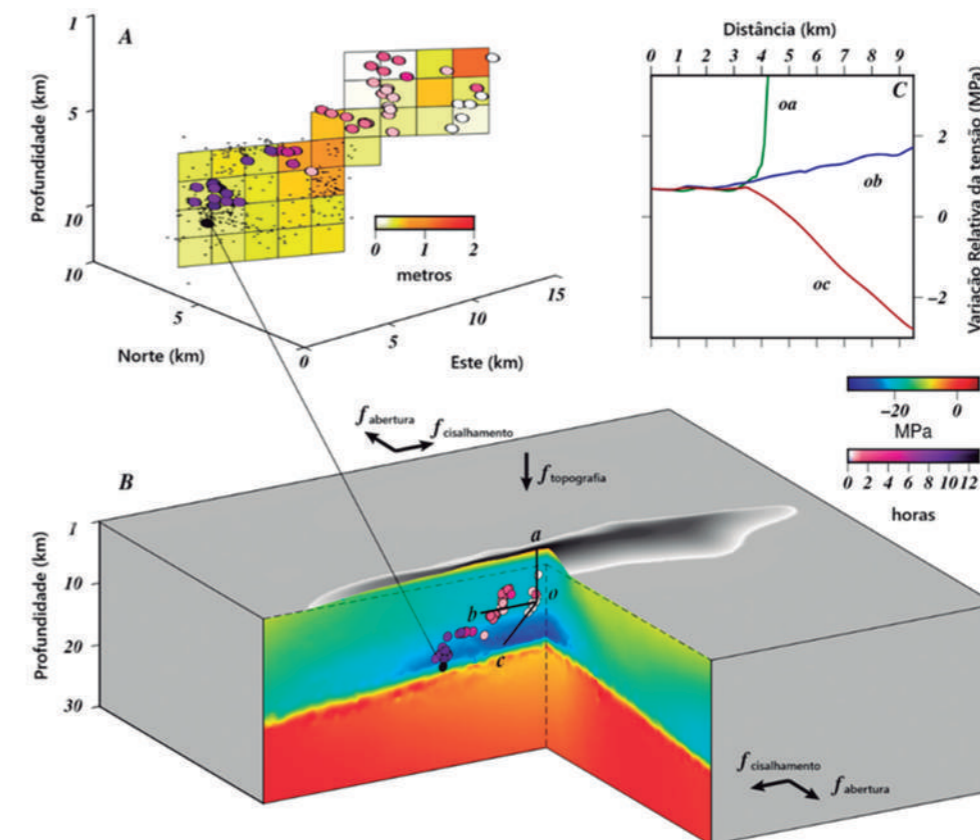 A
1
5
10
Profundidade (km)
10
5
0
Norte (km)
5
10
15
Este (km)
0 1 2
metros
Distância (km)
0 1 2 3 4 5 6 7 8 9
C
oa
ob
oc
2
0
−2
Variação Relativa da tensão (MPa)
−20 0
MPa
0 2 4 6 8 10 12
horas
B
1
10
20
30
Profundidade (km)
f abertura
f cisalhamento
f topografia
a
o
b
c
f cisalhamento
f abertura